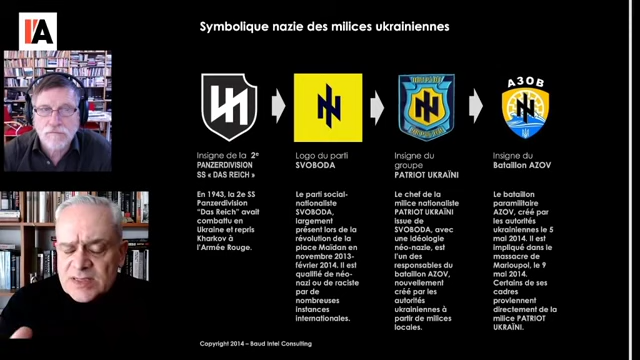 I'A
Symbolique nazie des milices ukrainiennes
Insigne de la 2e
PANZERDIVISION
SS « DAS REICH »
En 1943, la 2e SS
Panzerdivision
"Das Reich" avait
combattu en
Ukraine et repris
Kharkov à
l'Armée Rouge.
Logo du parti
SVOBODA
Le parti social-
nationaliste
SVOBODA,
largement
présent lors de la
révolution de la
place Maïdan en
novembre 2013-
février 2014. Il est
qualifié de néo-
nazi ou de raciste
par de
nombreuses
instances
internationales.
Insigne du
groupe
PATRIOT UKRAÏNI
Le chef de la
milice nationaliste
PATRIOT UKRAÏNI
issue de
SVOBODA, avec
une idéologie
néo-nazie, est
l'un des
responsables du
bataillon AZOV,
nouvellement
créé par les
autorités
ukrainiennes à
partir de milices
locales.
АЗОВ
Insigne du
Bataillon AZOV
Le bataillon
paramilitaire
AZOV, créé par
les autorités
ukrainiennes le 5
mai 2014. Il est
impliqué dans le
massacre de
Marioupol, le 9
mai 2014.
Certains de ses
cadres
proviennent
directement de la
milice PATRIOT
UKRAÏNI.
Copyright 2014 – Baud Intel Consulting